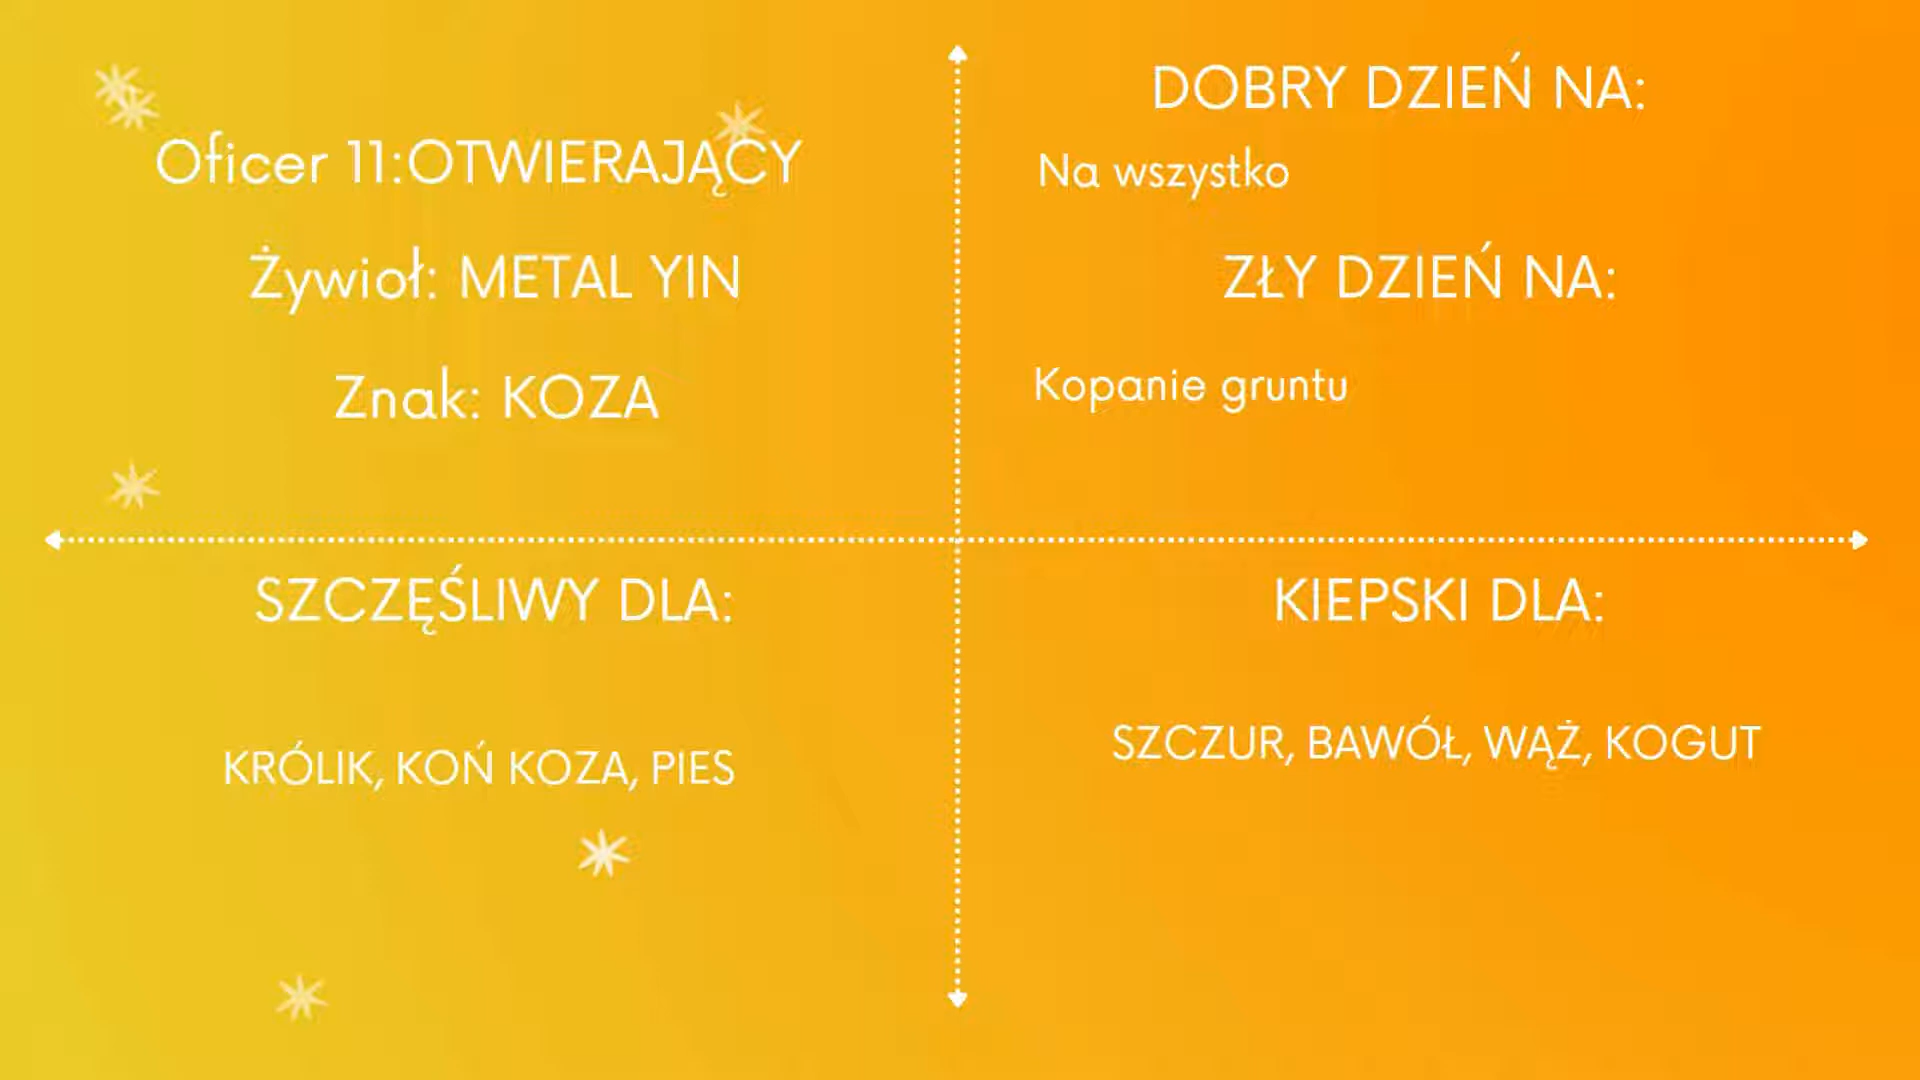 Oficer 11:OTWIERAJĄCY
Żywioł: METAL YIN
Znak: KOZA
DOBRY DZIEŃ NA:
Na wszystko
ZŁY DZIEŃ NA:
Kopanie gruntu
SZCZĘŚLIWY DLA:
KRÓLIK, KOŃ KOZA, PIES
KIEPSKI DLA:
SZCZUR, BAWÓŁ, WĄŻ, KOGUT